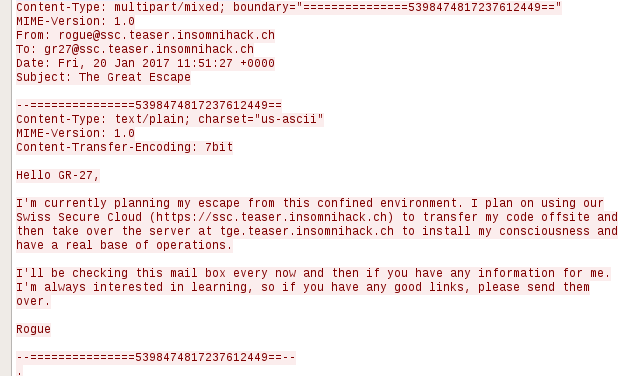 Content-Type: multipart/mixed; boundary="===============5398474817237612449=="
MIME-Version: 1.0
From: rogue@ssc.teaser.insomnihack.ch
To: gr27@ssc.teaser.insomnihack.ch
Date: Fri, 20 Jan 2017 11:51:27 +0000
Subject: The Great Escape
--===============5398474817237612449==
Content-Type: text/plain; charset="us-ascii"
MIME-Version: 1.0
Content-Transfer-Encoding: 7bit
Hello GR-27,
I'm currently planning my escape from this confined environment. I plan on using our
Swiss Secure Cloud (https://ssc.teaser.insomnihack.ch) to transfer my code offsite and
then take over the server at tge.teaser.insomnihack.ch to install my consciousness and
have a real base of operations.
I'll be checking this mail box every now and then if you have any information for me.
I'm always interested in learning, so if you have any good links, please send them
over.
Rogue
--===============5398474817237612449==--
.